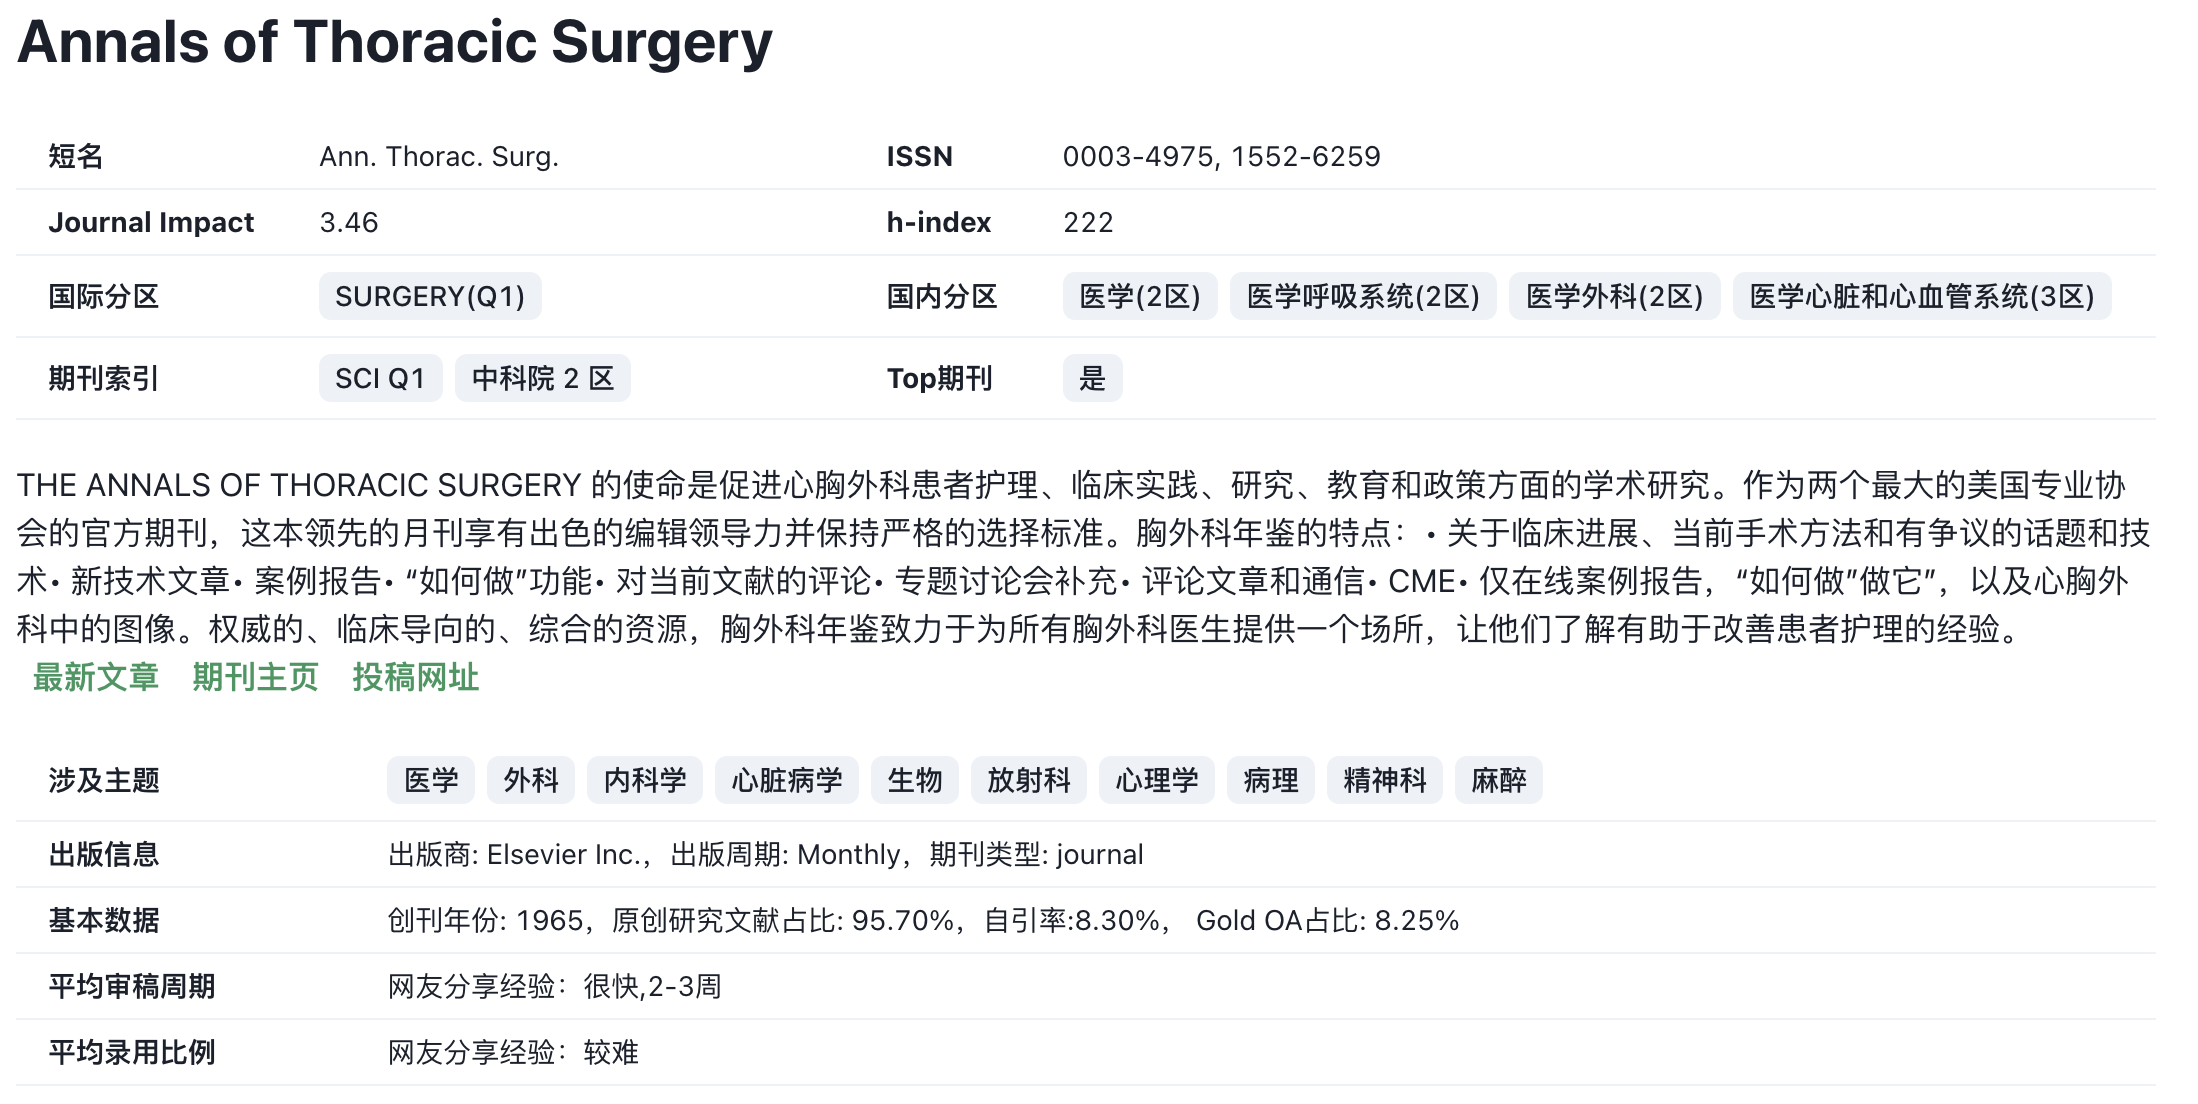 Annals of Thoracic Surgery
短名 Ann. Thorac. Surg. ISSN 0003-4975, 1552-6259
Journal Impact 3.46 h-index 222
国际分区 SURGERY(Q1) 国内分区 医学(2区) 医学呼吸系统(2区) 医学外科(2区) 医学心脏和心血管系统(3区)
期刊索引 SCI Q1 中科院 2 区 Top期刊 是
THE ANNALS OF THORACIC SURGERY 的使命是促进心胸外科患者护理、临床实践、研究、教育和政策方面的学术研究。作为两个最大的美国专业协
会的官方期刊，这本领先的月刊享有出色的编辑领导力并保持严格的选择标准。胸外科年鉴的特点：• 关于临床进展、当前手术方法和有争议的话题和技
术• 新技术文章• 案例报告• “如何做”功能• 对当前文献的评论• 专题讨论会补充• 评论文章和通信• CME• 仅在线案例报告，“如何做”做它”，以及心胸外
科中的图像。权威的、临床导向的、综合的资源，胸外科年鉴致力于为所有胸外科医生提供一个场所，让他们了解有助于改善患者护理的经验。
最新文章 期刊主页 投稿网址
涉及主题 医学 外科 内科学 心脏病学 生物 放射科 心理学 病理 精神科 麻醉
出版信息 出版商: Elsevier Inc.，出版周期: Monthly，期刊类型: journal
基本数据 创刊年份: 1965，原创研究文献占比: 95.70%，自引率:8.30%， Gold OA占比: 8.25%
平均审稿周期 网友分享经验：很快,2-3周
平均录用比例 网友分享经验：较难